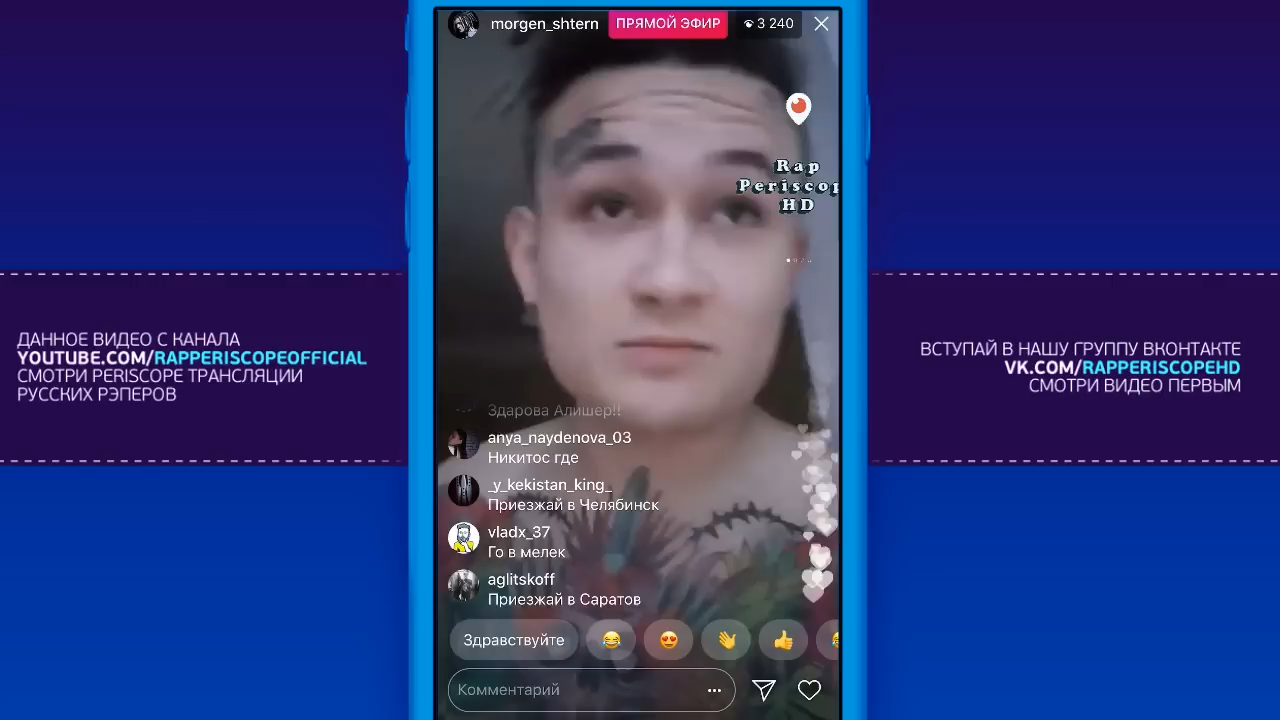 morgen_shtern ПРЯМОЙ ЭФИР 3 240
Rap
Periscop
HD
ДАННОЕ ВИДЕО С КАНАЛА
YOUTUBE.COM/RAPPERISCOPEOFFICIAL
СМОТРИ PERISCOPE ТРАНСЛЯЦИИ
РУССКИХ РЭПЕРОВ
ВСТУПАЙ В НАШУ ГРУППУ ВКОНТАКТЕ
VK.COM/RAPPERISCOPEHD
СМОТРИ ВИДЕО ПЕРВЫМ
Здарова Алишер!!
anya_naydenova_03
Никитос где
_y_kekistan_king_
Приезжай в Челябинск
vladx_37
Го в мелек
aglitskoff
Приезжай в Саратов
Здравствуйте
Комментарий